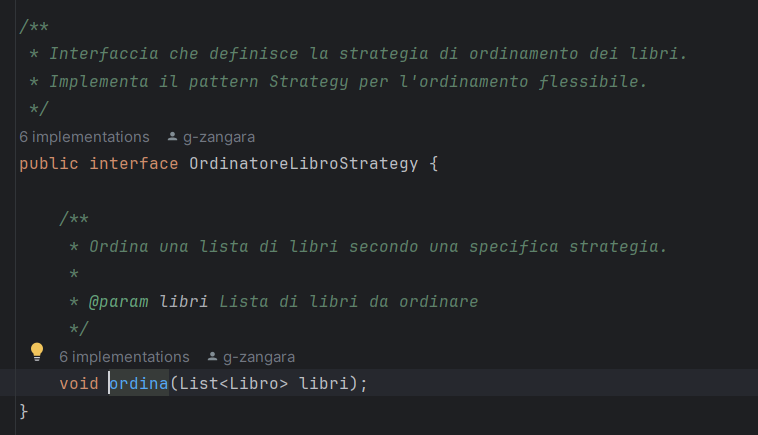 /**
 * Interfaccia che definisce la strategia di ordinamento dei libri.
 * Implementa il pattern Strategy per l'ordinamento flessibile.
 */
6 implementations g-zangara
public interface OrdinatoreLibroStrategy {
/**
 * Ordina una lista di libri secondo una specifica strategia.
 *
 * @param libri Lista di libri da ordinare
 */
6 implementations g-zangara
void ordina(List<Libro> libri);
}